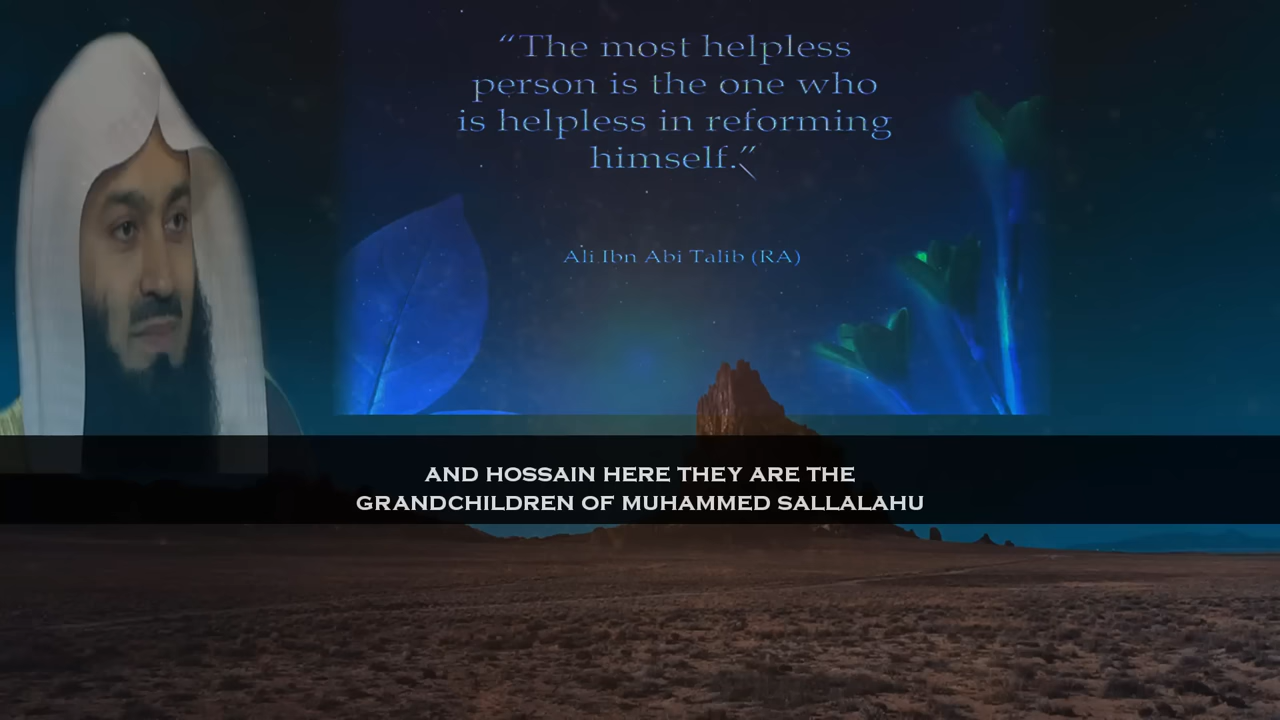 “The most helpless
person is the one who
is helpless in reforming
himself.”
Ali Ibn Abi Talib (RA)
AND HOSSAIN HERE THEY ARE THE
GRANDCHILDREN OF MUHAMMED SALLALAHU